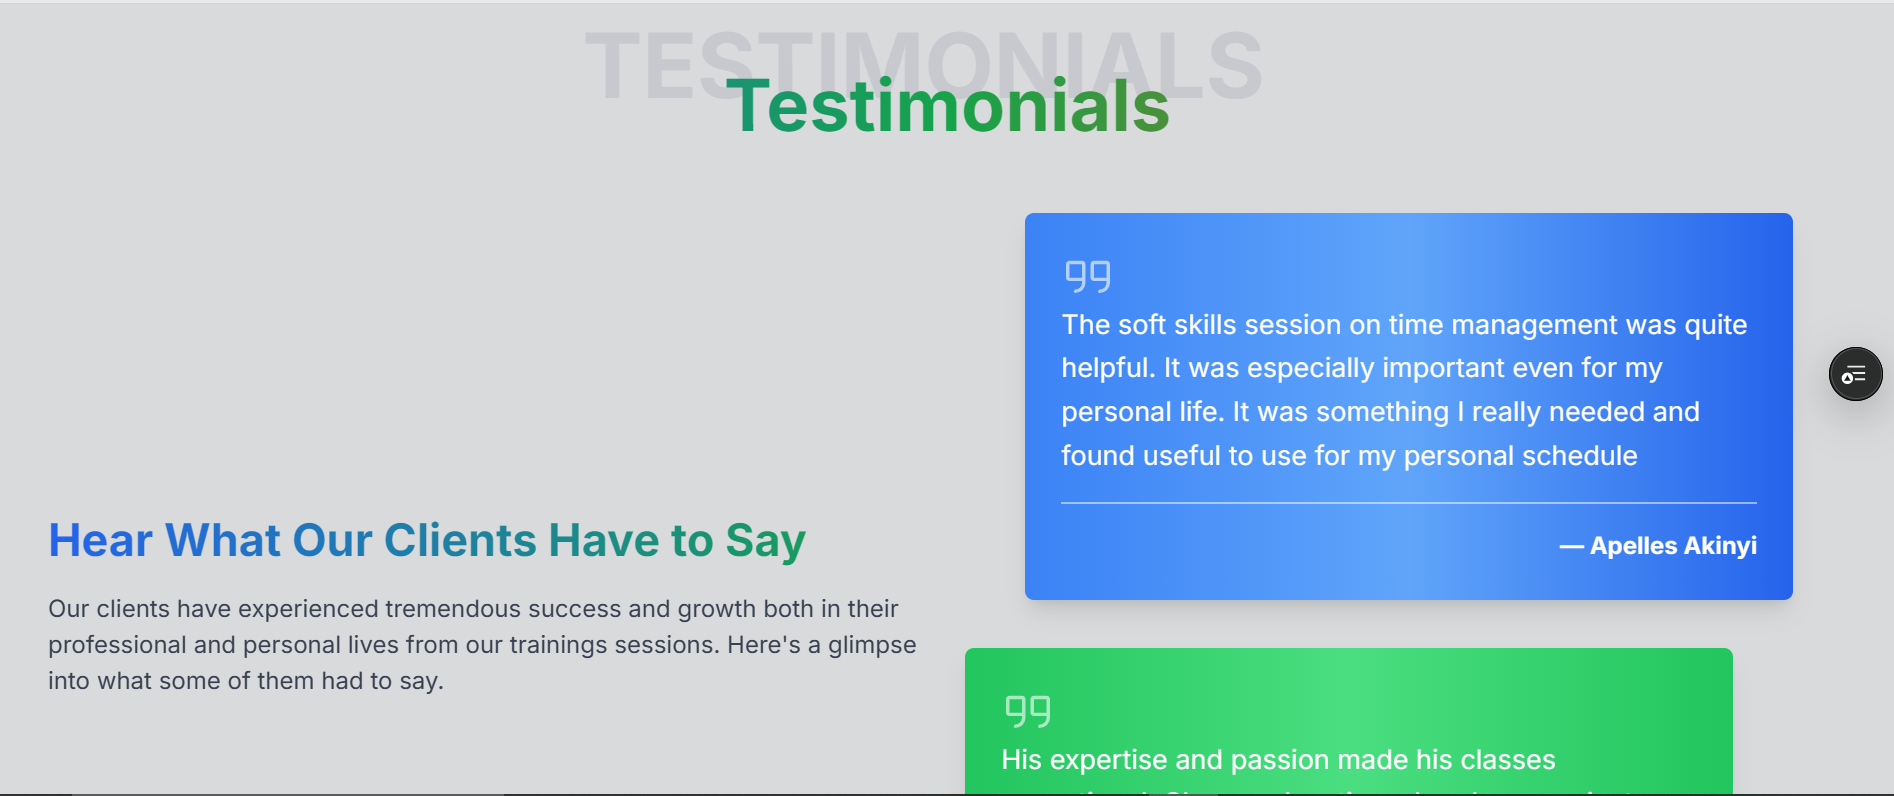 TESTIMONIALS
Testimonials
Hear What Our Clients Have to Say
Our clients have experienced tremendous success and growth both in their
professional and personal lives from our trainings sessions. Here's a glimpse
into what some of them had to say.
The soft skills session on time management was quite
helpful. It was especially important even for my
personal life. It was something I really needed and
found useful to use for my personal schedule
— Apelles Akinyi
His expertise and passion made his classes